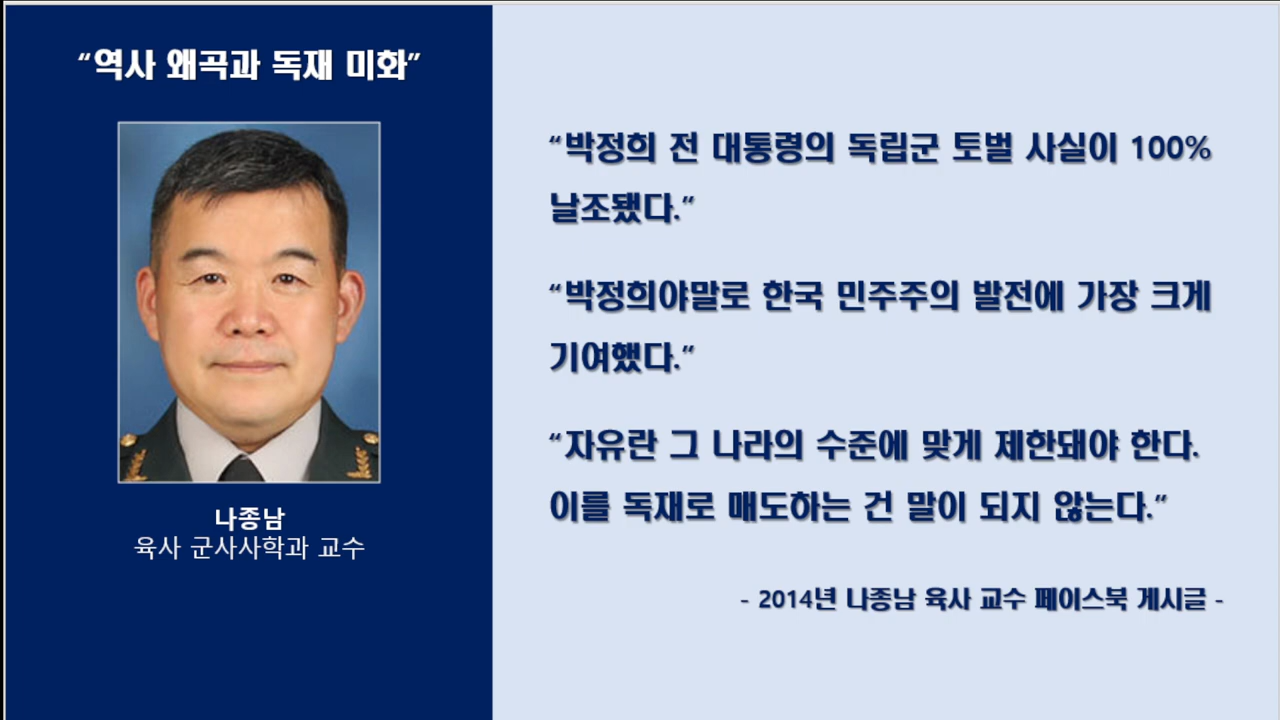 “역사 왜곡과 독재 미화”
나종남
육사 군사사학과 교수
“박정희 전 대통령의 독립군 토벌 사실이 100%
날조됐다.”
“박정희야말로 한국 민주주의 발전에 가장 크게
기여했다.”
“자유란 그 나라의 수준에 맞게 제한돼야 한다.
이를 독재로 매도하는 건 말이 되지 않는다.”
- 2014년 나종남 육사 교수 페이스북 게시글 -